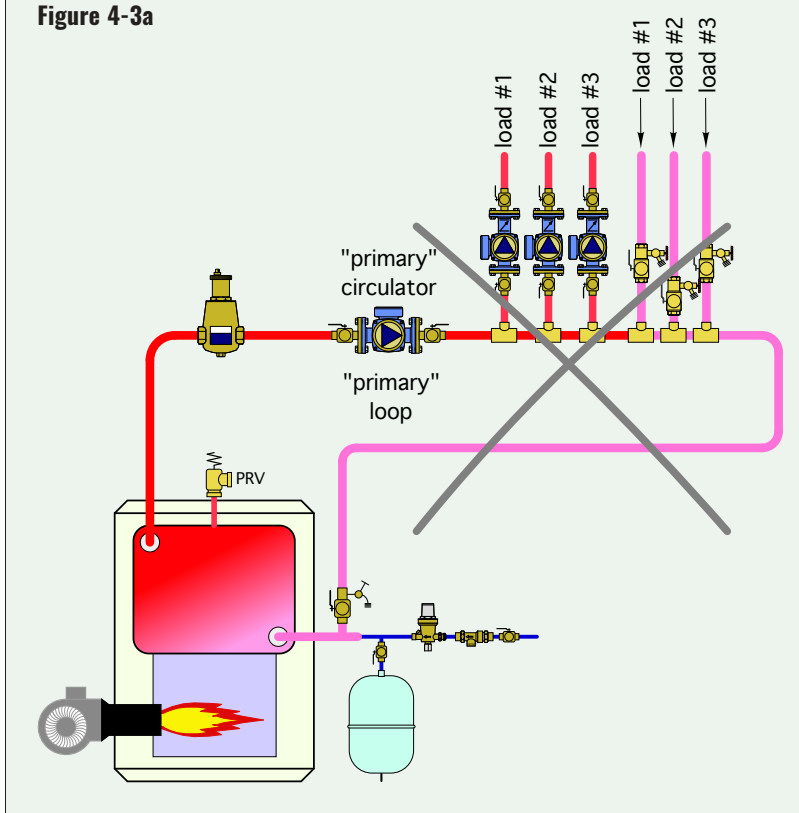 Figure 4-3a
load #1
load #2
load #3
load #1
load #2
load #3
"primary"
circulator
"primary"
loop
PRV